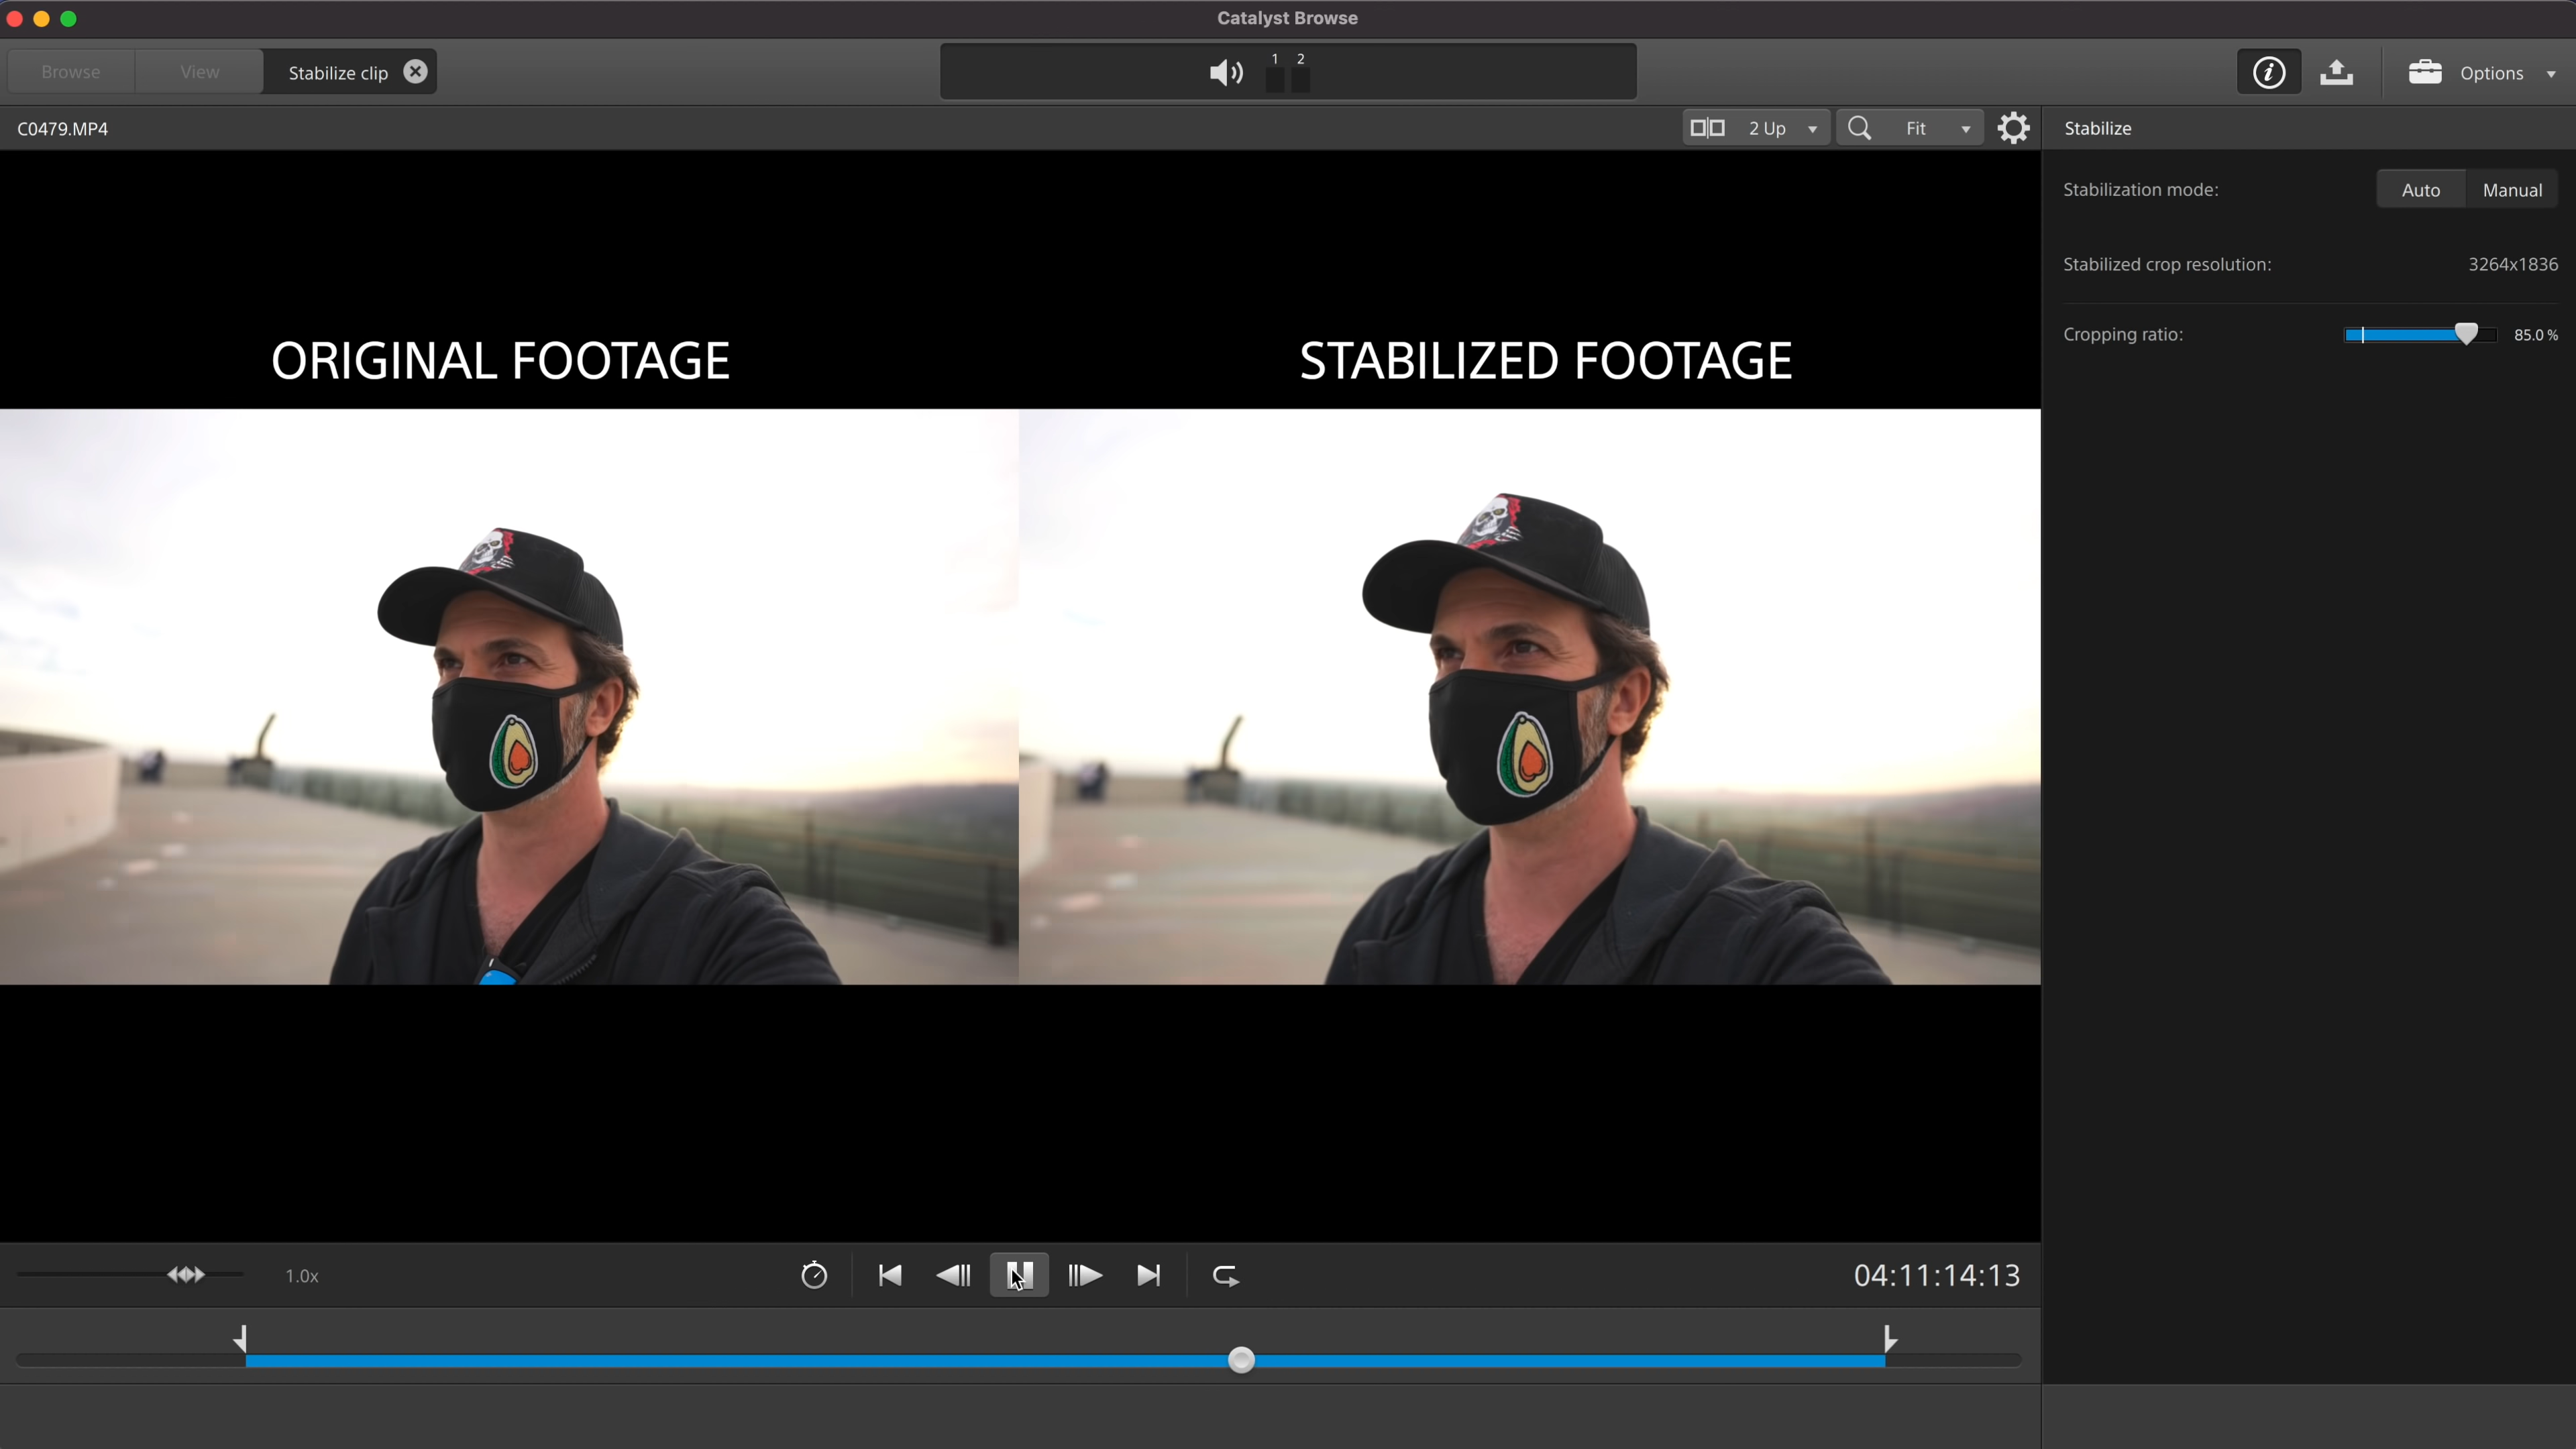 Catalyst Browse
Browse
View
Stabilize clip
1 2
Options
C0479.MP4
2 Up
Fit
Stabilize
Stabilization mode:
Auto
Manual
Stabilized crop resolution:
3264x1836
Cropping ratio:
85.0 %
ORIGINAL FOOTAGE
STABILIZED FOOTAGE
1.0x
04:11:14:13